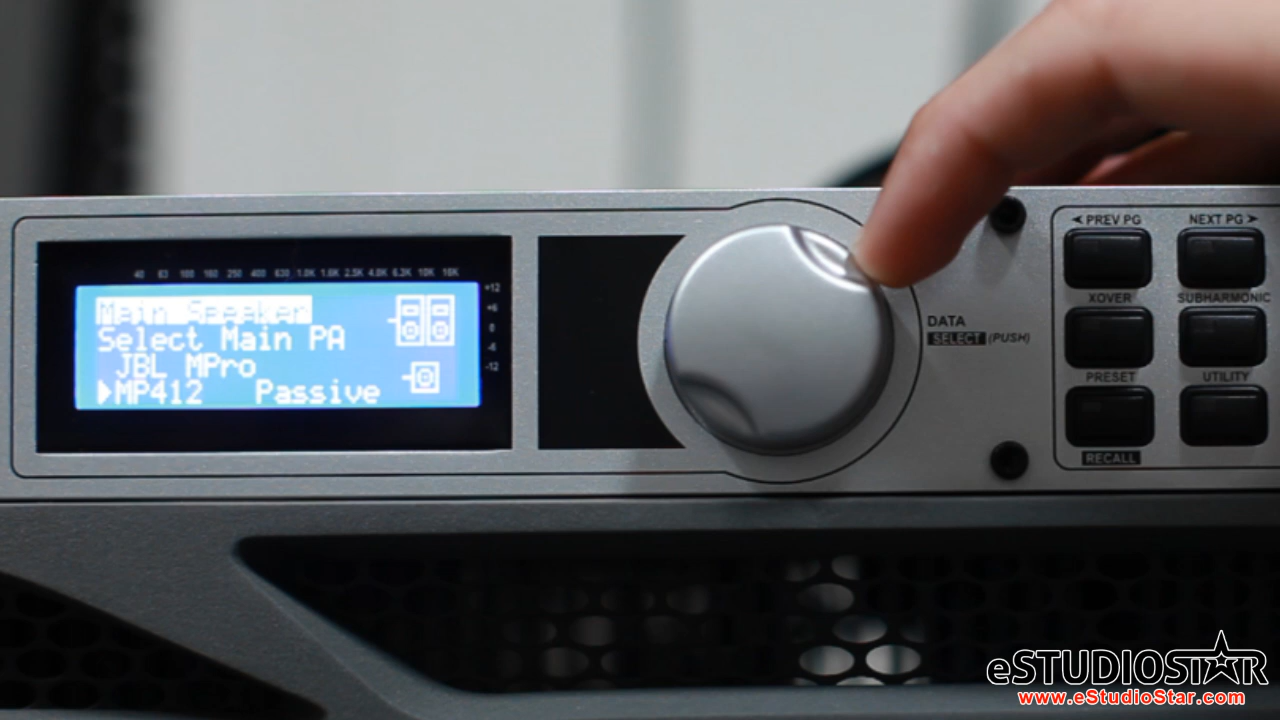 40 63 100 160 250 400 630 1.0K 1.6K 2.5K 4.0K 6.3K 10K 16K
+12
+6
0
-6
-12
Main Speaker
Select Main PA
JBL MPro
MP412 Passive
DATA
SELECT (PUSH)
PREV PG
NEXT PG
XOVER
SUBHARMONIC
PRESET
UTILITY
RECALL
eSTUDIOSTAR
www.eStudioStar.com